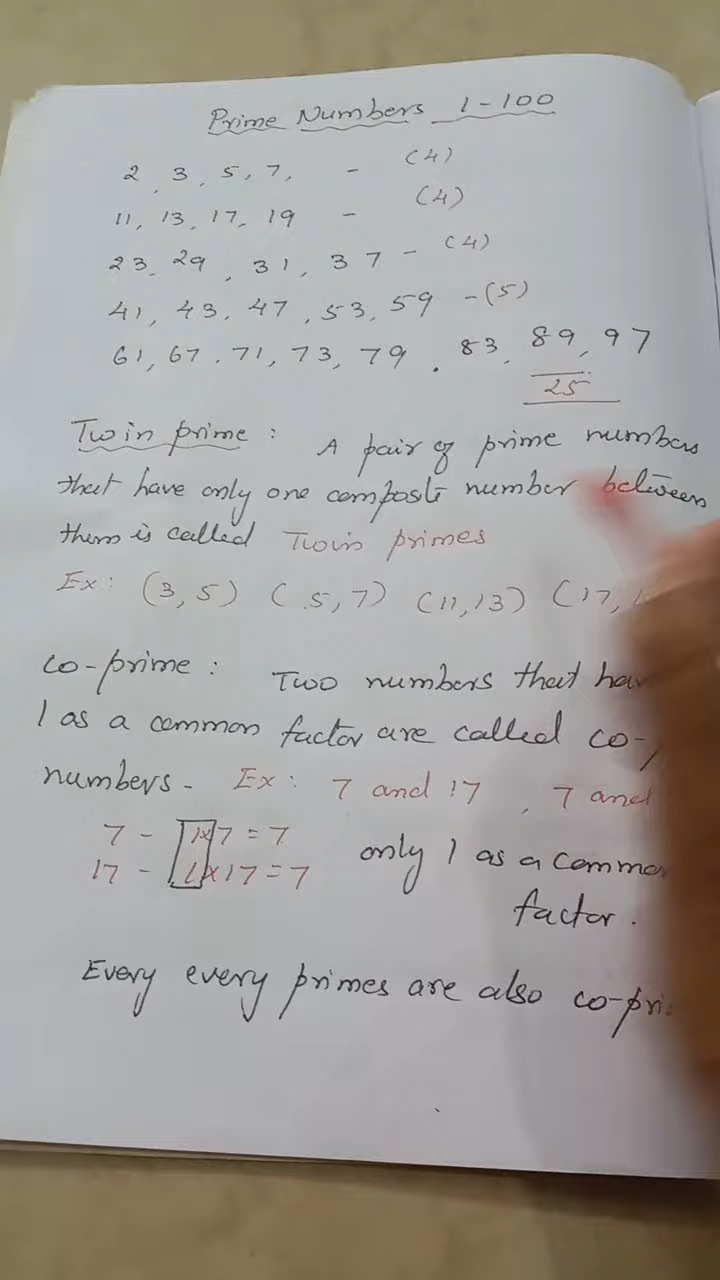 Prime Numbers 1-100
2, 3, 5, 7, - (4)
11, 13, 17, 19 - (4)
23, 29, 31, 37 - (4)
41, 43, 47, 53, 59 - (5)
61, 67, 71, 73, 79, 83, 89, 97
25
Twin prime: A pair of prime numbers
that have only one composite number between
them is called Twin primes
Ex: (3, 5) (5, 7) (11, 13) (17,
co-prime: Two numbers that
1 as a common factor are called co-
numbers- Ex: 7 and 17, 7 and
7 - 1x7 = 7
17 - 1x17 = 7
only 1 as a
factor.
Every every primes are also